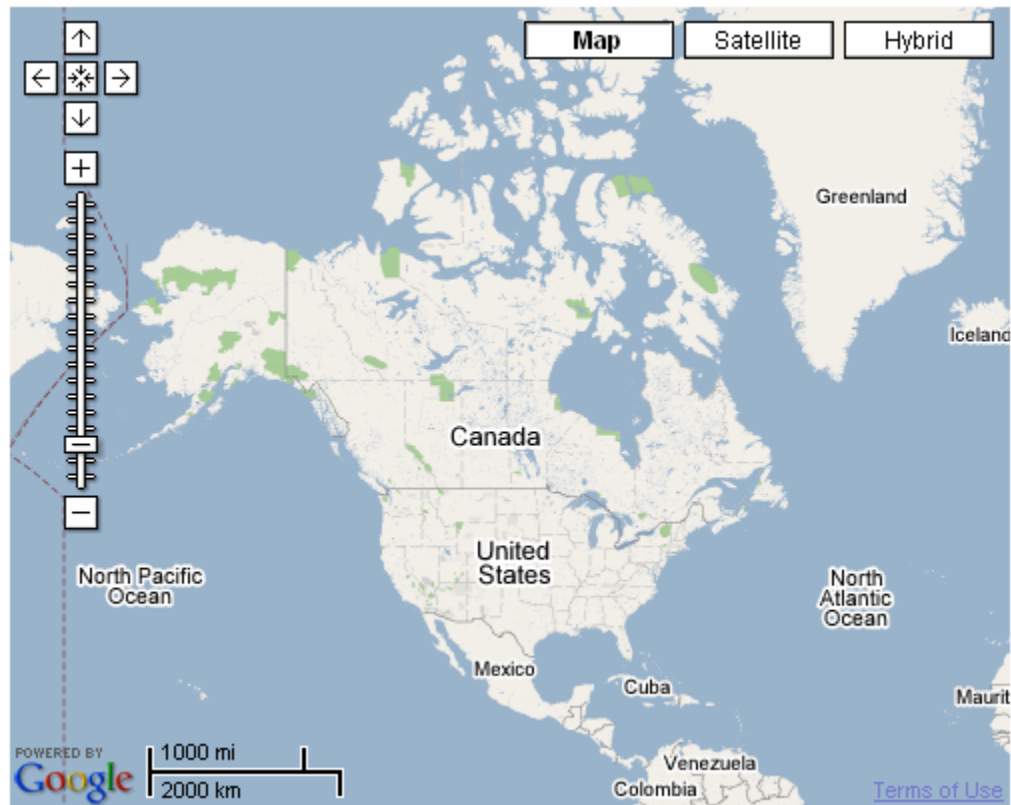 Map
Satellite
Hybrid
Greenland
Iceland
Canada
United
States
North Pacific
Ocean
North
Atlantic
Ocean
Mexico
Cuba
Maurit
Venezuela
Colombia
POWERED BY
Google
1000 mi
2000 km
Terms of Use